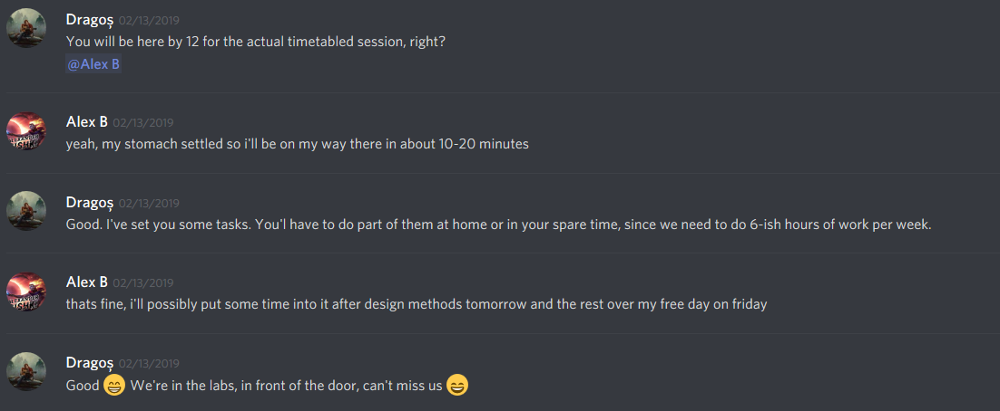 Dragoș 02/13/2019
You will be here by 12 for the actual timetabled session, right?
@Alex B
Alex B 02/13/2019
yeah, my stomach settled so i'll be on my way there in about 10-20 minutes
Dragoș 02/13/2019
Good. I've set you some tasks. You'l have to do part of them at home or in your spare time, since we need to do 6-ish hours of work per week.
Alex B 02/13/2019
thats fine, i'll possibly put some time into it after design methods tomorrow and the rest over my free day on friday
Dragoș 02/13/2019
Good 😄 We're in the labs, in front of the door, can't miss us 😄